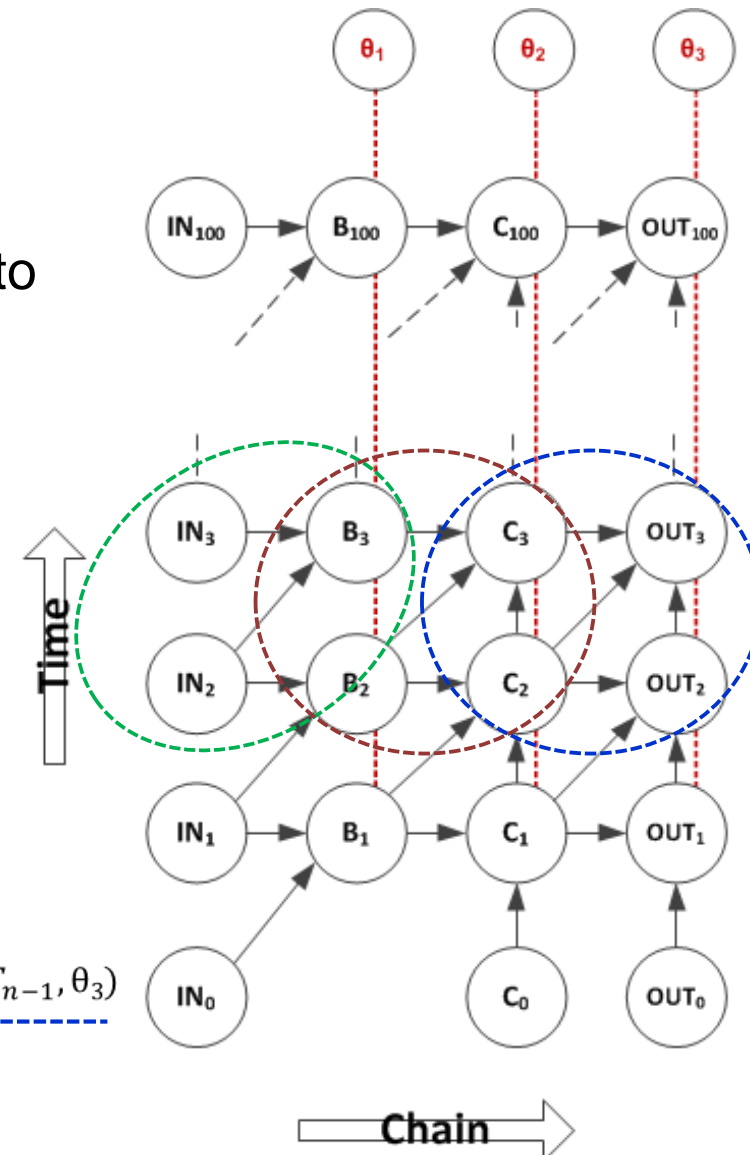 θ₁ θ₂ θ₃
IN₁₀₀ B₁₀₀ C₁₀₀ OUT₁₀₀
to
IN₃ B₃ C₃ OUT₃
Time
IN₂ B₂ C₂ OUT₂
IN₁ B₁ C₁ OUT₁
n−1, θ₃)
IN₀ C₀ OUT₀
Chain